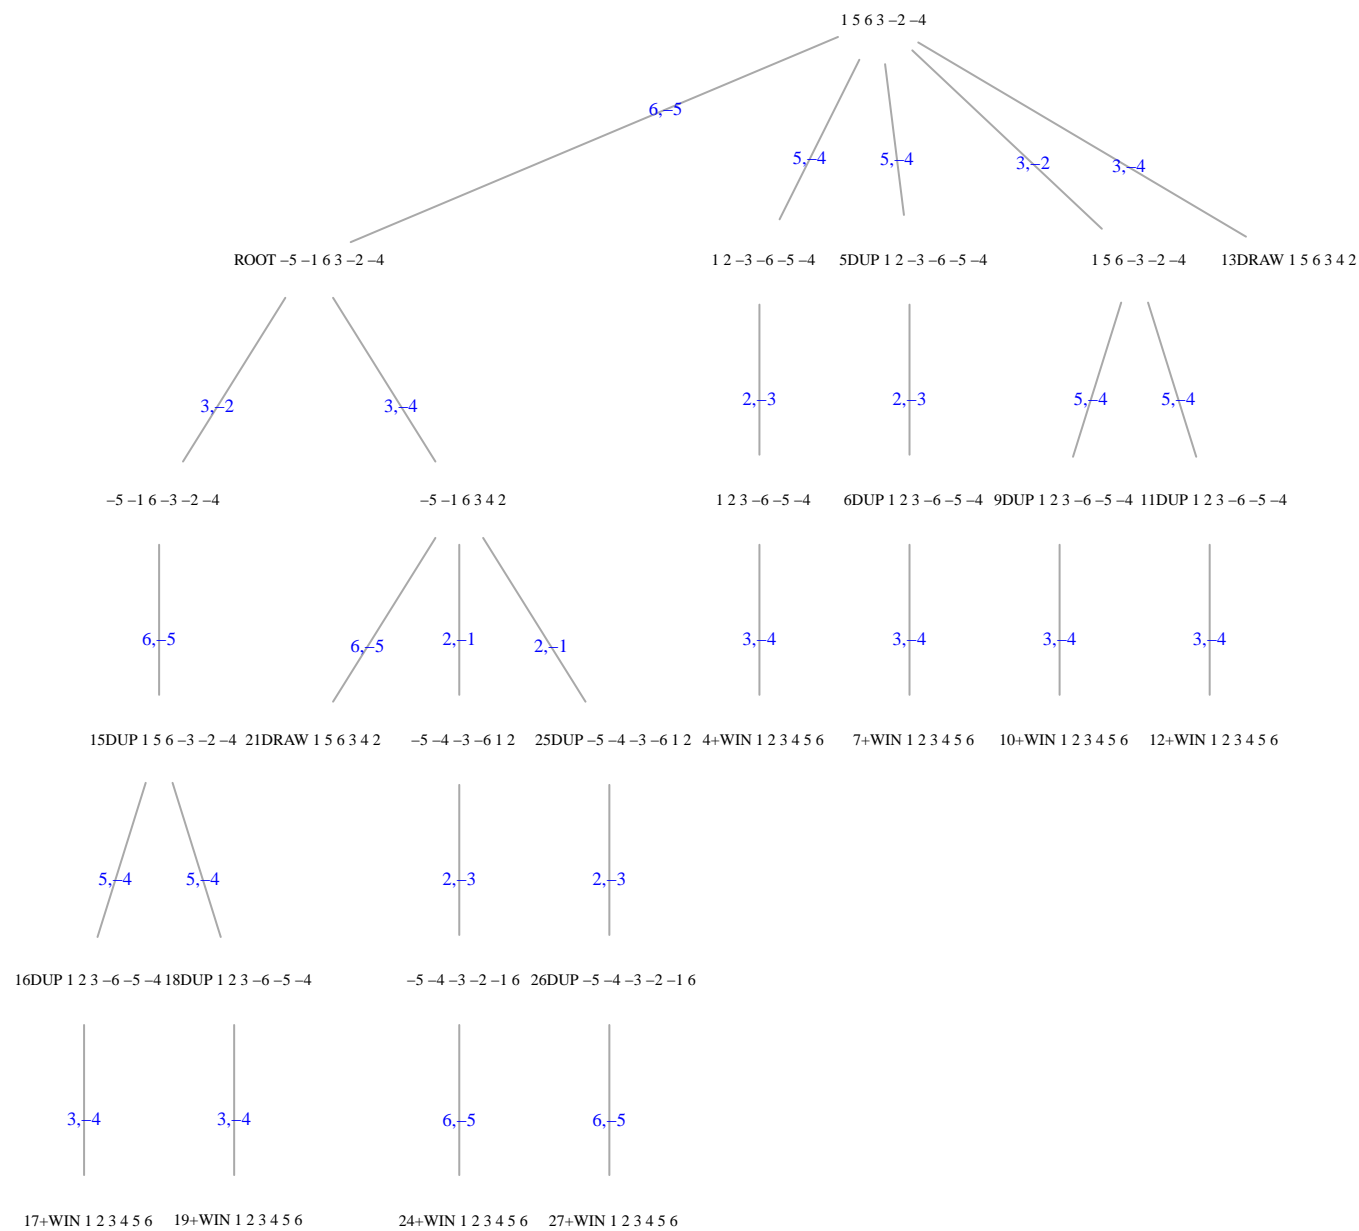 1 5 6 3 −2 −4
6,−5
5,−4 5,−4 3,−2 3,−4
ROOT −5 −1 6 3 −2 −4 1 2 −3 −6 −5 −4 5DUP 1 2 −3 −6 −5 −4 1 5 6 −3 −2 −4 13DRAW 1 5 6 3 4 2
3,−2 3,−4 2,−3 2,−3 5,−4 5,−4
−5 −1 6 −3 −2 −4 −5 −1 6 3 4 2 1 2 3 −6 −5 −4 6DUP 1 2 3 −6 −5 −4 9DUP 1 2 3 −6 −5 −4 11DUP 1 2 3 −6 −5 −4
6,−5 6,−5 2,−1 2,−1 3,−4 3,−4 3,−4 3,−4
15DUP 1 5 6 −3 −2 −4 21DRAW 1 5 6 3 4 2 −5 −4 −3 −6 1 2 25DUP −5 −4 −3 −6 1 2 4+WIN 1 2 3 4 5 6 7+WIN 1 2 3 4 5 6 10+WIN 1 2 3 4 5 6 12+WIN 1 2 3 4 5 6
5,−4 5,−4 2,−3 2,−3
16DUP 1 2 3 −6 −5 −4 18DUP 1 2 3 −6 −5 −4 −5 −4 −3 −2 −1 6 26DUP −5 −4 −3 −2 −1 6
3,−4 3,−4 6,−5 6,−5
17+WIN 1 2 3 4 5 6 19+WIN 1 2 3 4 5 6 24+WIN 1 2 3 4 5 6 27+WIN 1 2 3 4 5 6